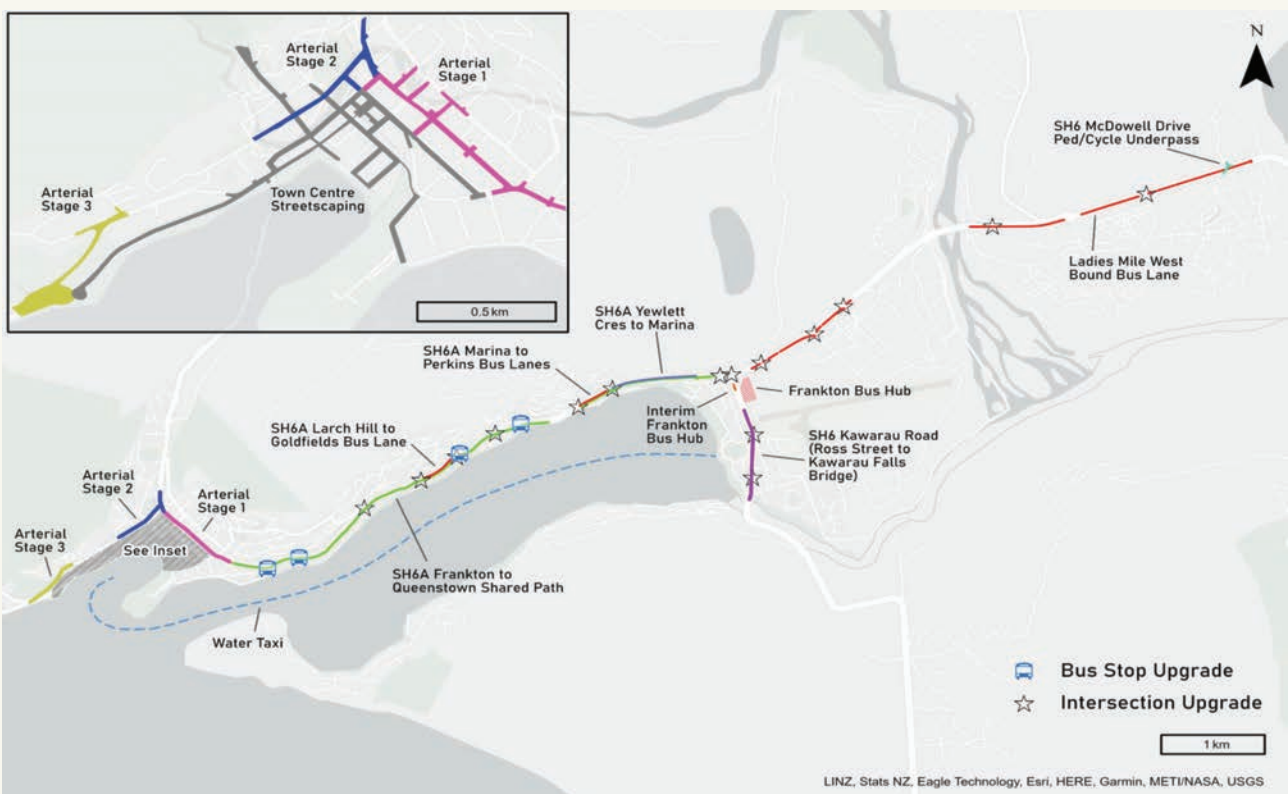 Arterial
Stage 2
Arterial
Stage 1
Arterial
Stage 3
Town Centre
Streetscaping
0.5 km
N
SH6 McDowell Drive
Ped/Cycle Underpass
Ladies Mile West
Bound Bus Lane
SH6A Yewlett
Cres to Marina
SH6A Marina to
Perkins Bus Lanes
Frankton Bus Hub
Interim
Frankton
Bus Hub
SH6 Kawarau Road
(Ross Street to
Kawarau Falls
Bridge)
SH6A Larch Hill to
Goldfields Bus Lane
Arterial
Stage 2
Arterial
Stage 1
Arterial
Stage 3
See Inset
SH6A Frankton to
Queenstown Shared Path
Water Taxi
Bus Stop Upgrade
Intersection Upgrade
1 km
LINZ, Stats NZ, Eagle Technology, Esri, HERE, Garmin, METI/NASA, USGS